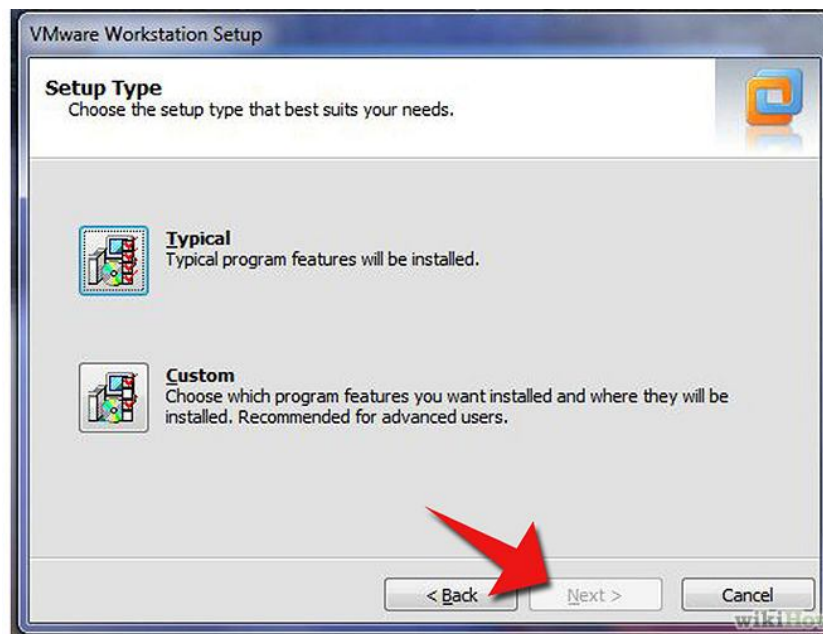 VMware Workstation Setup
Setup Type
Choose the setup type that best suits your needs.
Typical
Typical program features will be installed.
Custom
Choose which program features you want installed and where they will be
installed. Recommended for advanced users.
< Back Next > Cancel
wikiHow